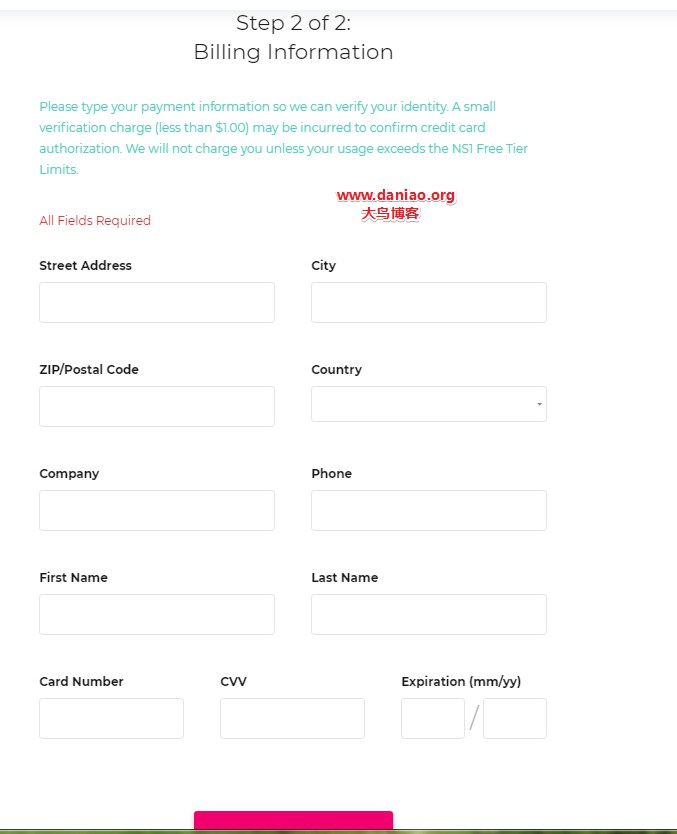 Step 2 of 2:
Billing Information
Please type your payment information so we can verify your identity. A small
verification charge (less than $1.00) may be incurred to confirm credit card
authorization. We will not charge you unless your usage exceeds the NS1 Free Tier
Limits.
www.daniao.org
大鸟博客
All Fields Required
Street Address
City
ZIP/Postal Code
Country
Company
Phone
First Name
Last Name
Card Number
CVV
Expiration (mm/yy)
/